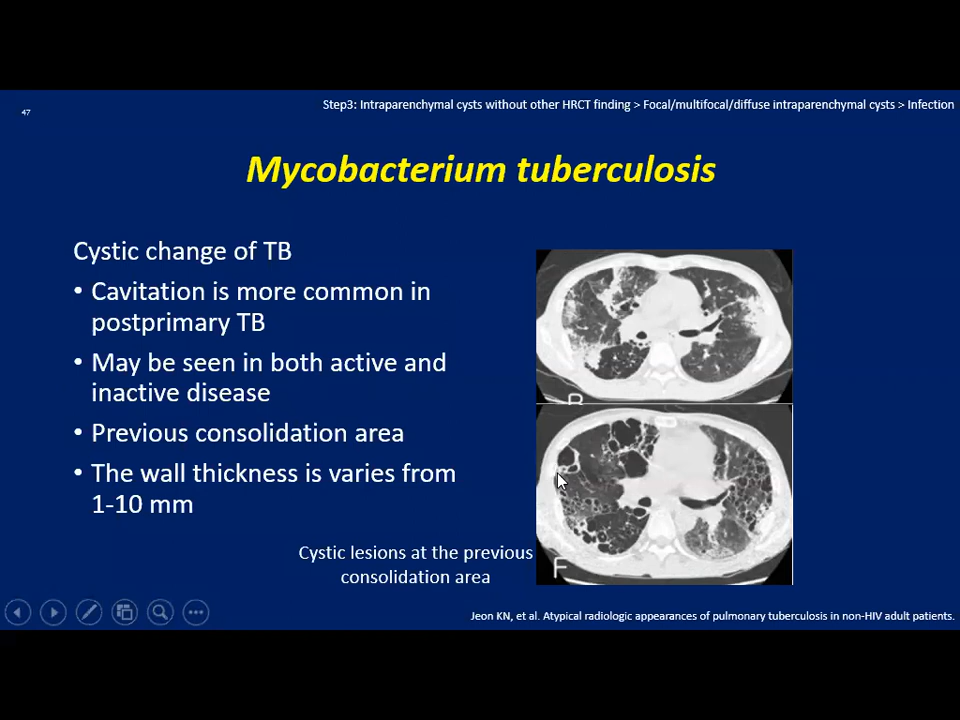 47
Step3: Intraparenchymal cysts without other HRCT finding > Focal/multifocal/diffuse intraparenchymal cysts > Infection
Mycobacterium tuberculosis
Cystic change of TB
• Cavitation is more common in
postprimary TB
• May be seen in both active and
inactive disease
• Previous consolidation area
• The wall thickness is varies from
1-10 mm
B
F
Cystic lesions at the previous
consolidation area
Jeon KN, et al. Atypical radiologic appearances of pulmonary tuberculosis in non-HIV adult patients.